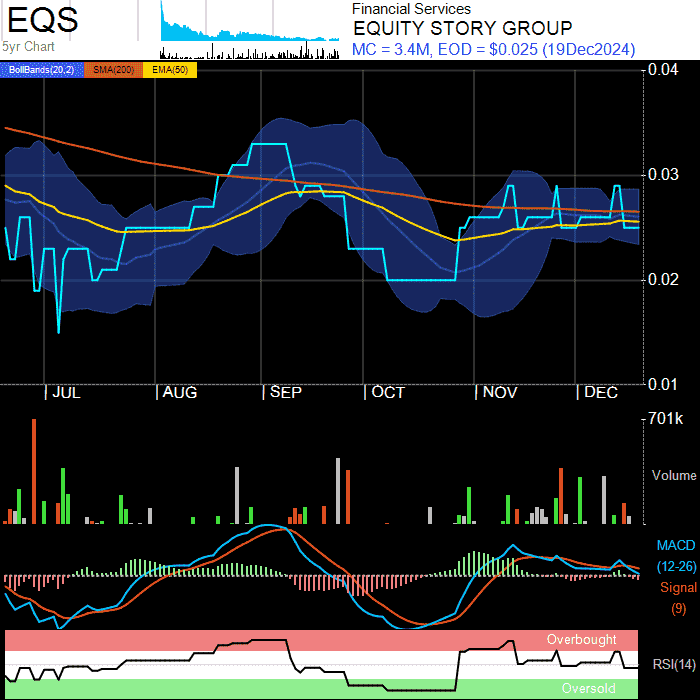 EQS
5yr Chart
Financial Services
EQUITY STORY GROUP
MC = 3.4M, EOD = $0.025 (19Dec2024)
BollBands(20,2) SMA(200) EMA(50)
0.04
0.03
0.02
0.01
JUL AUG SEP OCT NOV DEC
701k
Volume
MACD
(12-26)
Signal
(9)
Overbought
RSI(14)
Oversold